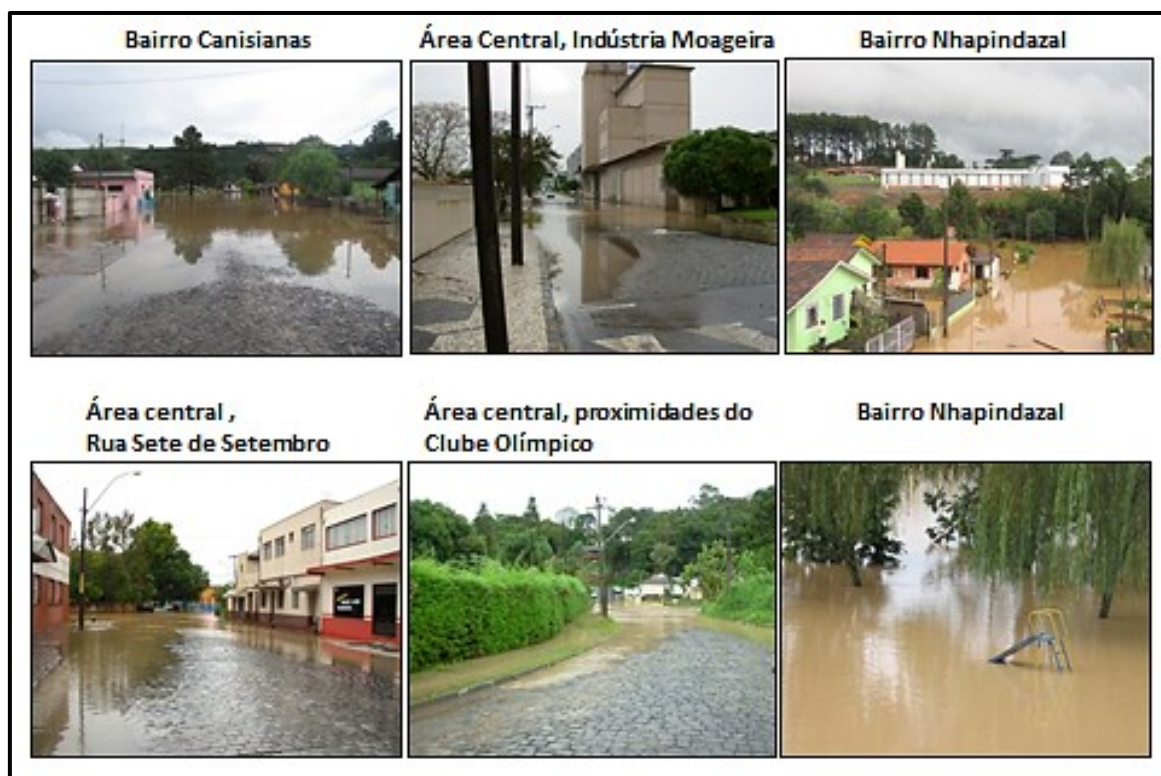 Bairro Canisianas
Área Central, Indústria Moageira
Bairro Nhapindazal
Área central ,
Rua Sete de Setembro
Área central, proximidades do
Clube Olímpico
Bairro Nhapindazal